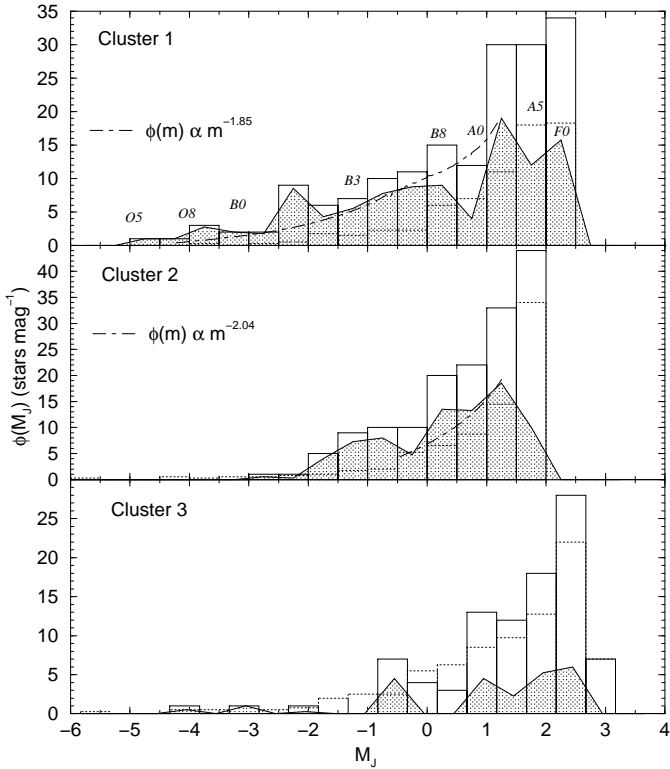 35
30
25
20
15
10
5
0
Cluster 1
ϕ(m) α m^-1.85
O5
O8
B0
B3
B8
A0
A5
F0
40
35
30
25
20
15
10
5
0
Cluster 2
ϕ(m) α m^-2.04
ϕ(M_J) (stars mag^-1)
25
20
15
10
5
0
Cluster 3
−6 −5 −4 −3 −2 −1 0 1 2 3 4
M_J